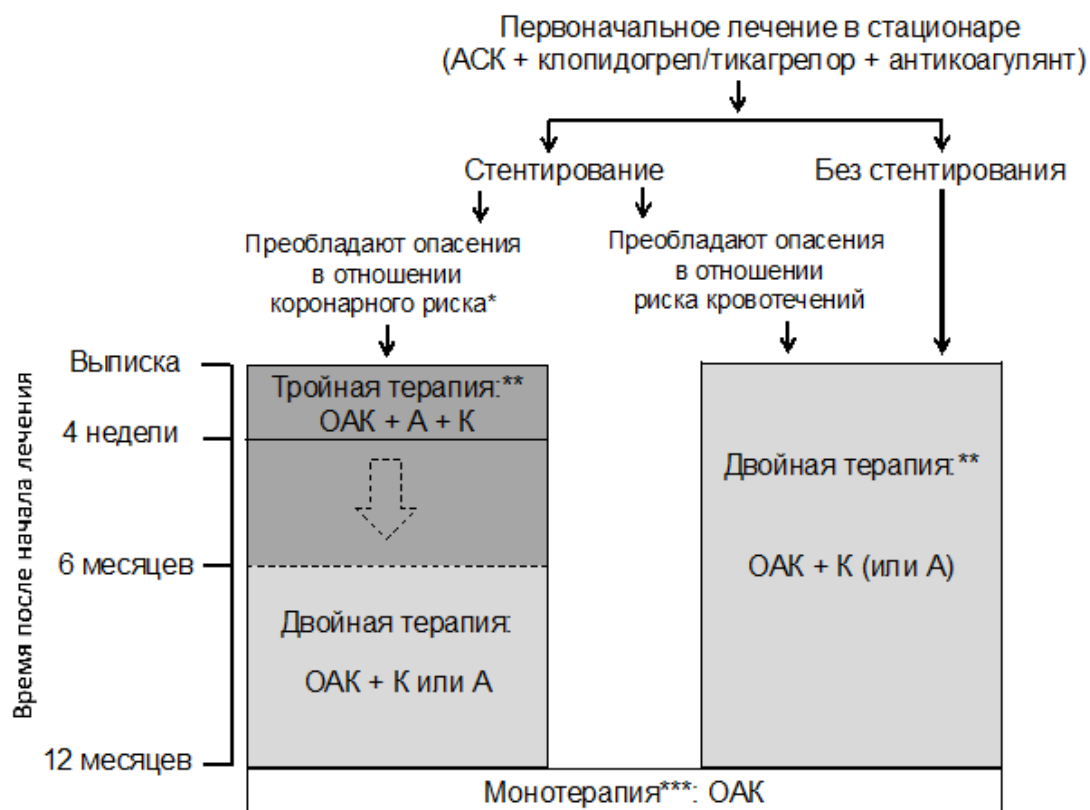 Первоначальное лечение в стационаре
(АСК + клопидогрел/тикагрелор + антикоагулянт)
Стентирование
Без стентирования
Преобладают опасения
в отношении
коронарного риска*
Преобладают опасения
в отношении
риска кровотечений
Время после начала лечения
Выписка
4 недели
6 месяцев
12 месяцев
Тройная терапия:**
ОАК + А + К
Двойная терапия:
ОАК + К или А
Двойная терапия:**
ОАК + К (или А)
Монотерапия***: ОАК